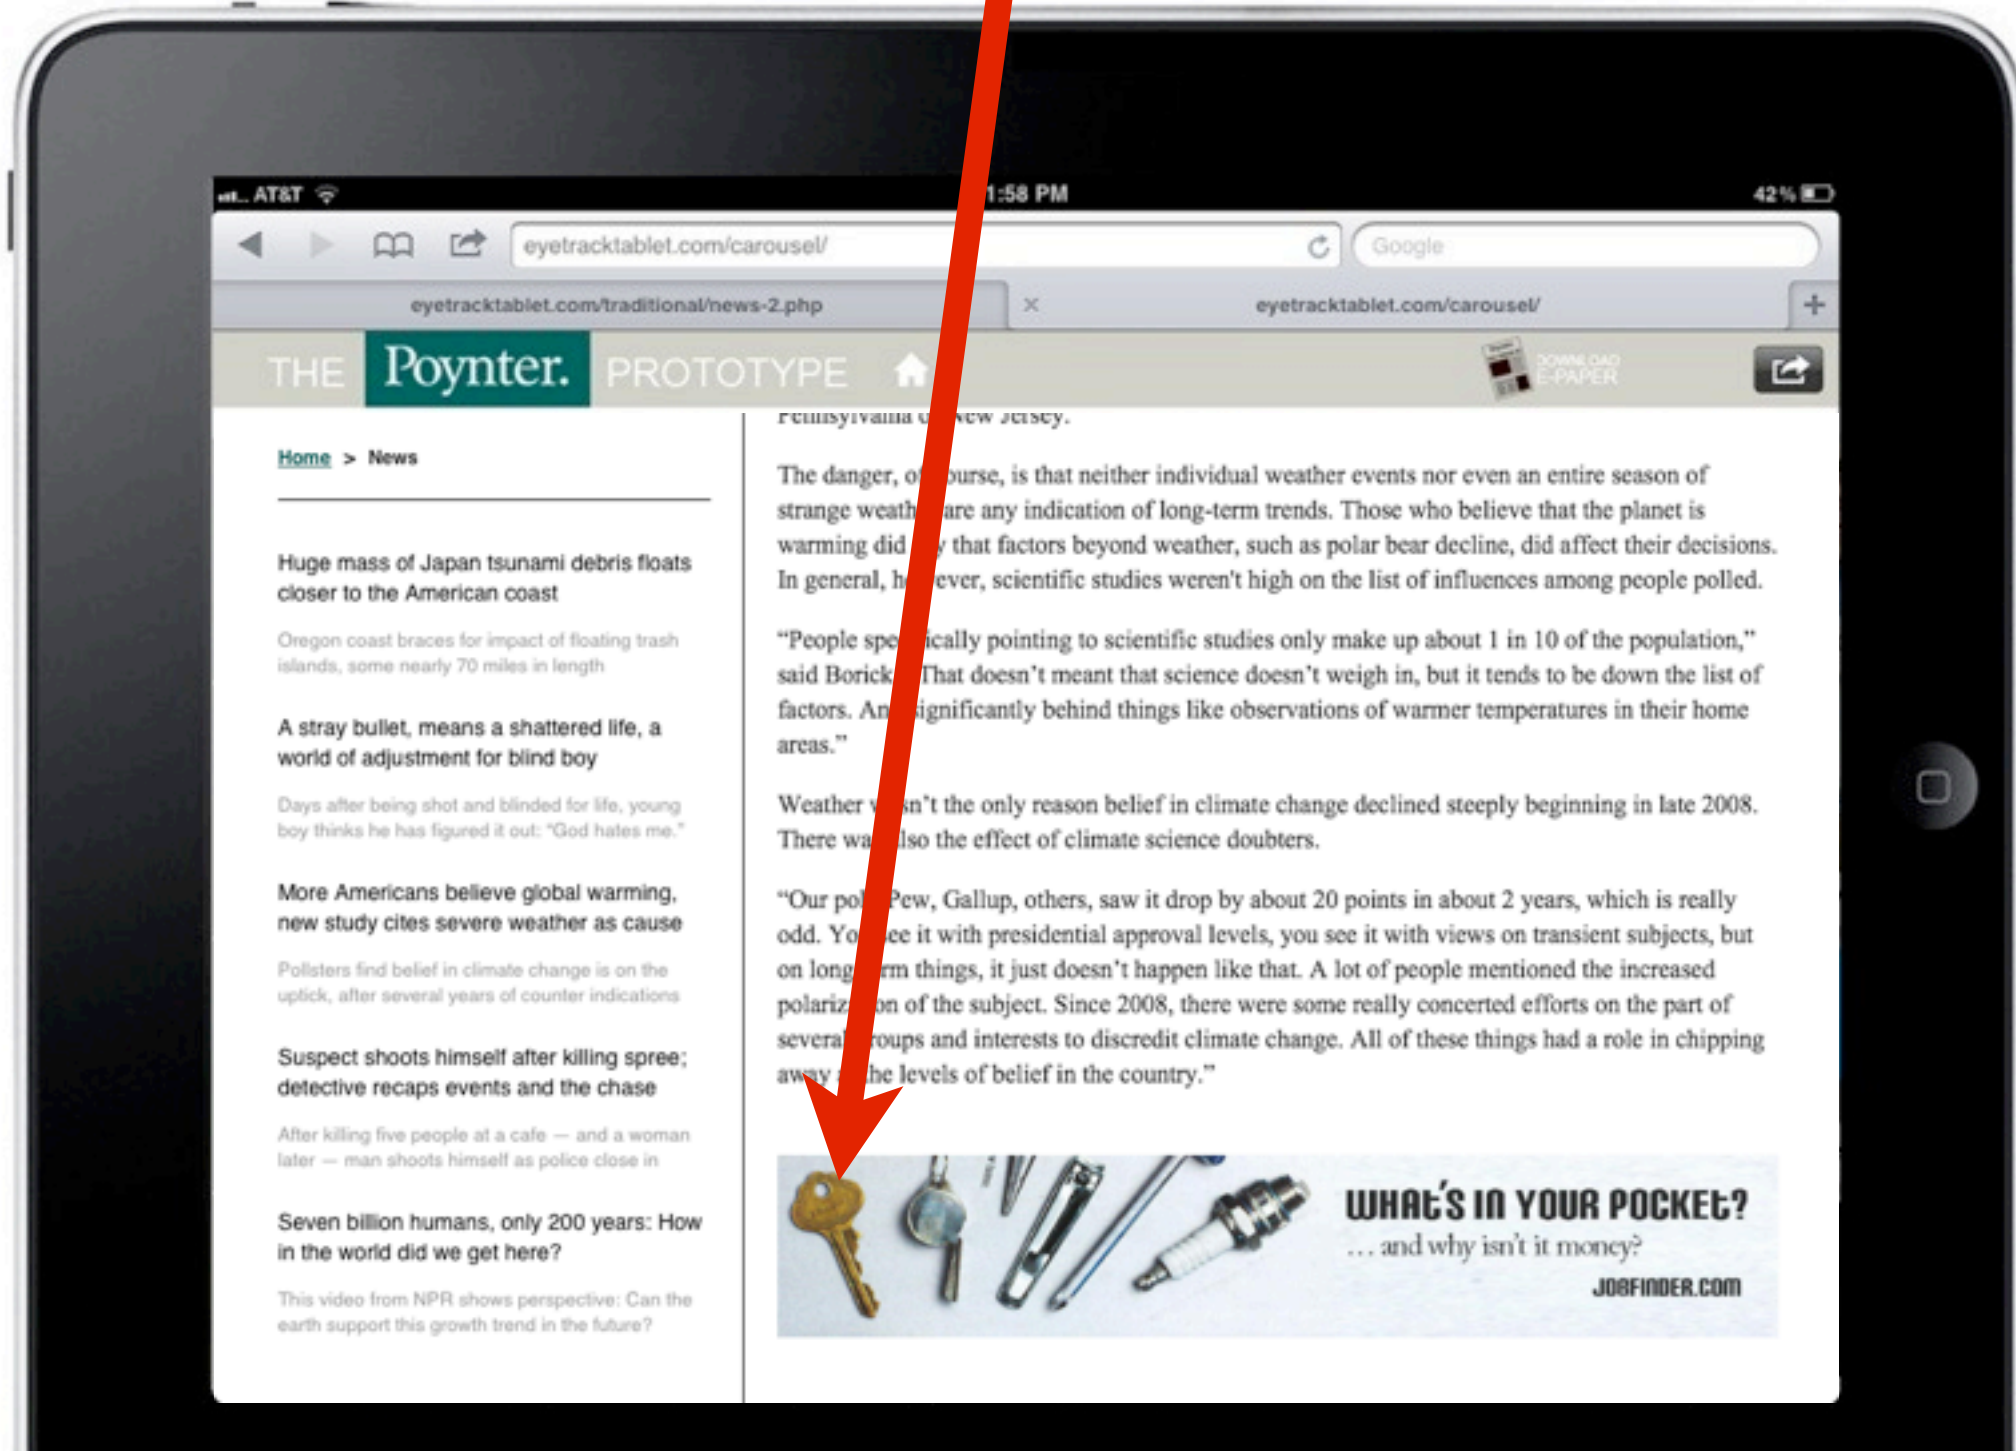 AT&T
1:58 PM
42%
eyetracktablet.com/carousel/
Google
eyetracktablet.com/traditional/news-2.php
eyetracktablet.com/carousel/
THE Poynter. PROTOTYPE
DOWNLOAD
E-PAPER
Home > News
Huge mass of Japan tsunami debris floats
closer to the American coast
Oregon coast braces for impact of floating trash
islands, some nearly 70 miles in length
A stray bullet, means a shattered life, a
world of adjustment for blind boy
Days after being shot and blinded for life, young
boy thinks he has figured it out: "God hates me."
More Americans believe global warming,
new study cites severe weather as cause
Pollsters find belief in climate change is on the
uptick, after several years of counter indications
Suspect shoots himself after killing spree;
detective recaps events and the chase
After killing five people at a cafe — and a woman
later — man shoots himself as police close in
Seven billion humans, only 200 years: How
in the world did we get here?
This video from NPR shows perspective: Can the
earth support this growth trend in the future?
Pennsylvania New Jersey.
The danger, is that neither individual weather events nor even an entire season of
strange are any indication of long-term trends. Those who believe that the planet is
warming did that factors beyond weather, such as polar bear decline, did affect their decisions.
In general, however, scientific studies weren't high on the list of influences among people polled.
“People specifically pointing to scientific studies only make up about 1 in 10 of the population,”
said Borick. That doesn’t meant that science doesn’t weigh in, but it tends to be down the list of
factors. And significantly behind things like observations of warmer temperatures in their home
areas.”
Weather wasn’t the only reason belief in climate change declined steeply beginning in late 2008.
There was also the effect of climate science doubters.
“Our poll, Pew, Gallup, others, saw it drop by about 20 points in about 2 years, which is really
odd. You see it with presidential approval levels, you see it with views on transient subjects, but
on long term things, it just doesn’t happen like that. A lot of people mentioned the increased
polarization of the subject. Since 2008, there were some really concerted efforts on the part of
several groups and interests to discredit climate change. All of these things had a role in chipping
away the levels of belief in the country.”
WHAT'S IN YOUR POCKET?
... and why isn't it money?
JOBFINDER.COM